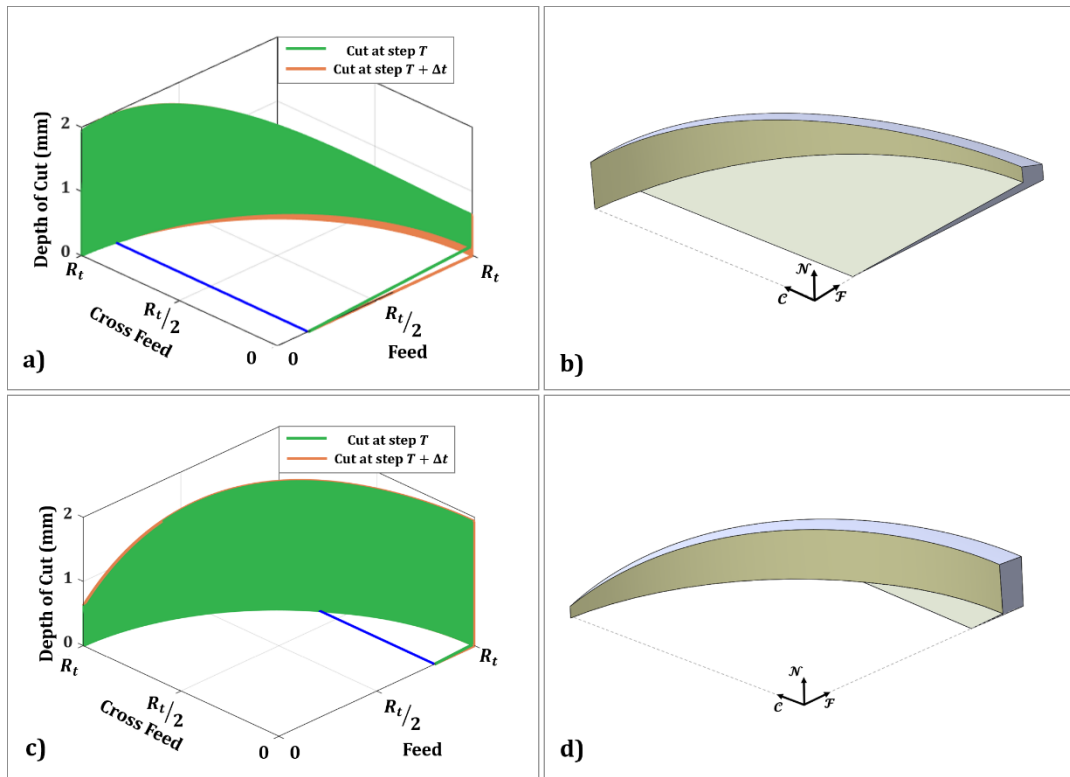 Cut at step T
Cut at step T + Δt
Depth of Cut (mm)
2
1
0
R_t
R_t/2
0
Cross Feed
0
R_t/2
R_t
Feed
a)
N
C
F
b)
Cut at step T
Cut at step T + Δt
Depth of Cut (mm)
2
1
0
R_t
R_t/2
0
Cross Feed
0
R_t/2
R_t
Feed
c)
N
C
F
d)